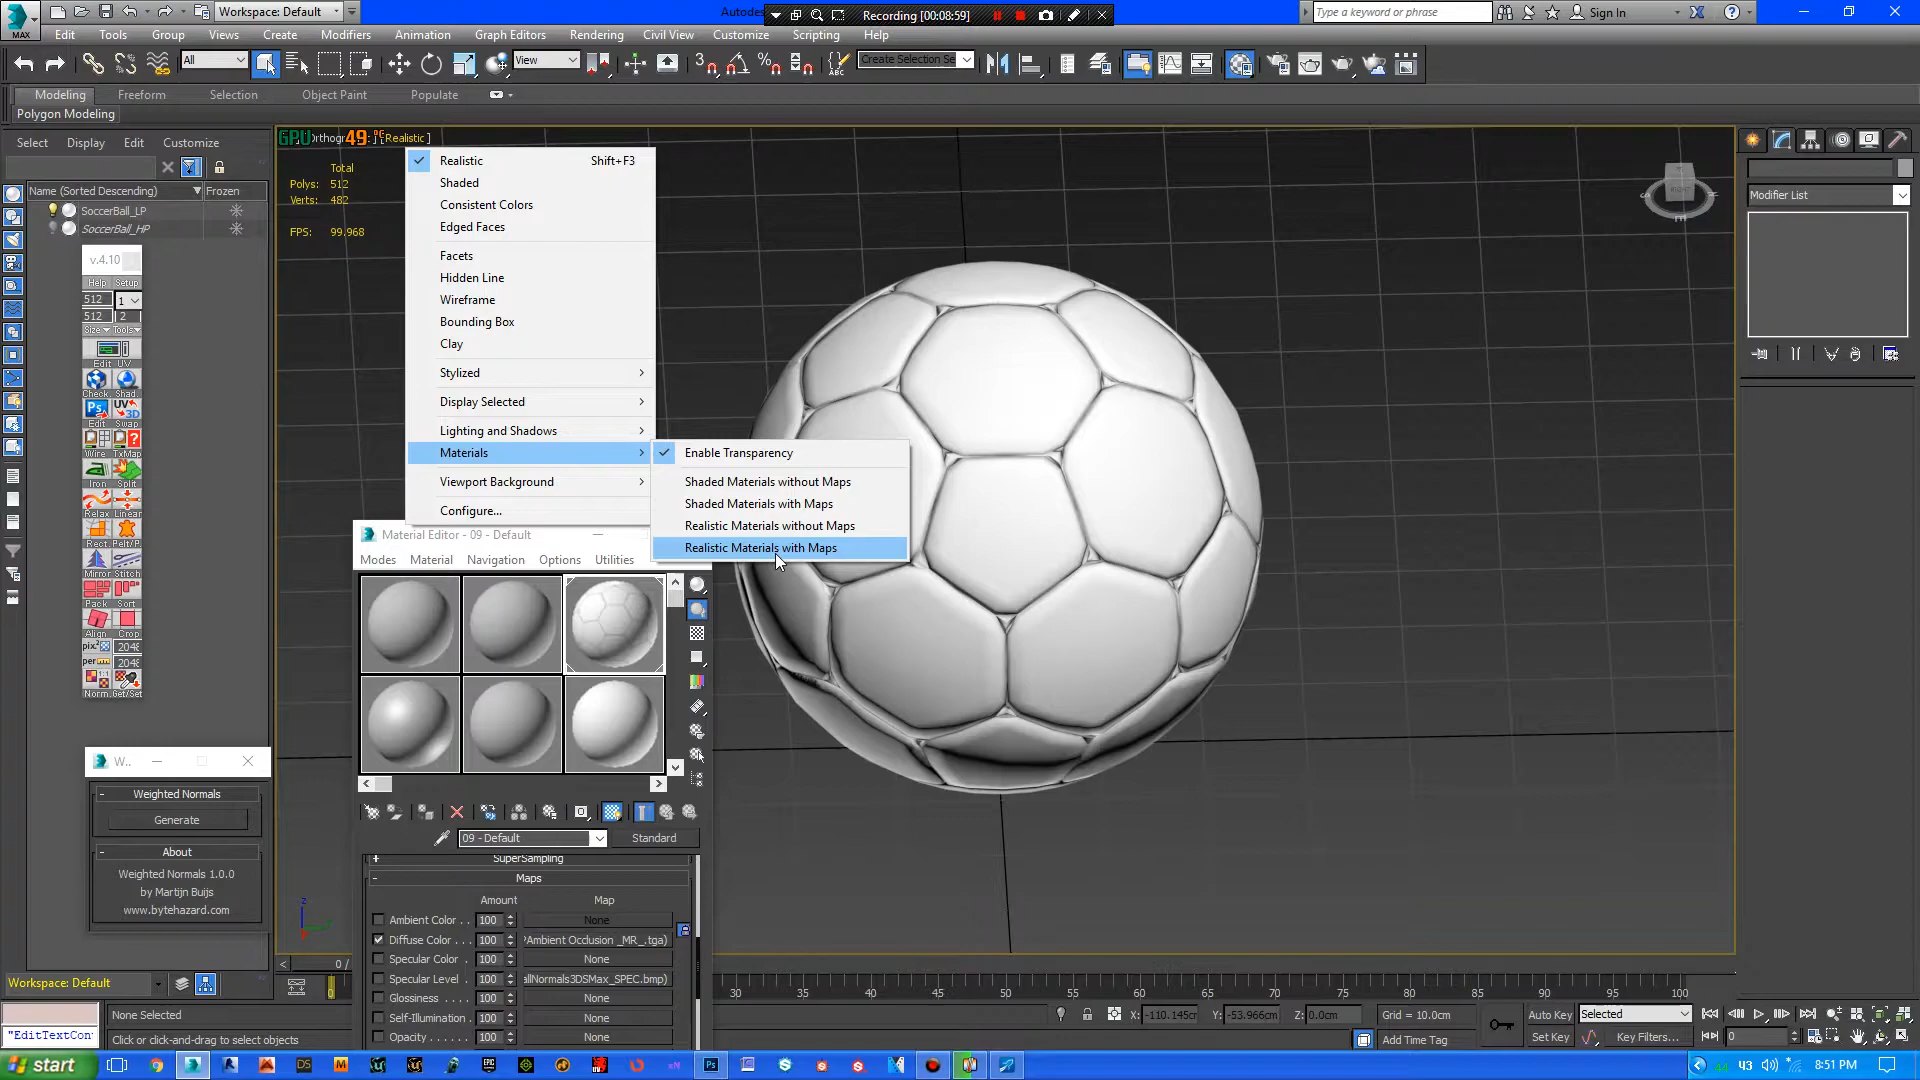 MAX
Workspace: Default
Autodes
Recording [00:08:59]
Type a keyword or phrase
Sign In
Edit Tools Group Views Create Modifiers Animation Graph Editors Rendering Civil View Customize Scripting Help
All
View
Create Selection Se
Modeling Freeform Selection Object Paint Populate
Polygon Modeling
Select Display Edit Customize
Name (Sorted Descending) Frozen
SoccerBall_LP
SoccerBall_HP
v.4.10
Help Setup
512 1
512 2
Size Tools
Edit UV
Check. Shad.
Edit Swap
Wire TxMap
Iron Split
Relax Linear
Rect. Pelt/P
Mirror Stitch
Pack Sort
Align Crop
pix.² 2048
per 2048
Norm. Get/Set
GPU Orthogr 49 °C [Realistic ]
Total
Polys: 512
Verts: 482
FPS: 99.968
Realistic Shift+F3
Shaded
Consistent Colors
Edged Faces
Facets
Hidden Line
Wireframe
Bounding Box
Clay
Stylized
Display Selected
Lighting and Shadows
Materials
Viewport Background
Configure...
Enable Transparency
Shaded Materials without Maps
Shaded Materials with Maps
Realistic Materials without Maps
Realistic Materials with Maps
RIGHT
Modifier List
Material Editor - 09 - Default
Modes Material Navigation Options Utilities
09 - Default
Standard
SuperSampling
Maps
Amount Map
Ambient Color . . 100 None
Diffuse Color . . . 100 ?Ambient Occlusion _MR_.tga)
Specular Color . 100 None
Specular Level . 100 allNormals3DSMax_SPEC.bmp)
Glossiness . . . . 100 None
Self-Illumination . 100 None
Opacity . . . . . 100 None
W..
Weighted Normals
Generate
About
Weighted Normals 1.0.0
by Martijn Buijs
www.bytehazard.com
Workspace: Default
0 /
0
30 35 40 45 50 55 60 65 70 75 80 85 90 95 100
"EditTextCon
None Selected
Click or click-and-drag to select objects
X: -110.145cm Y: -53.966cm Z: 0.0cm
Grid = 10.0cm
Add Time Tag
Auto Key Selected
Set Key Key Filters...
0
start
8:51 PM